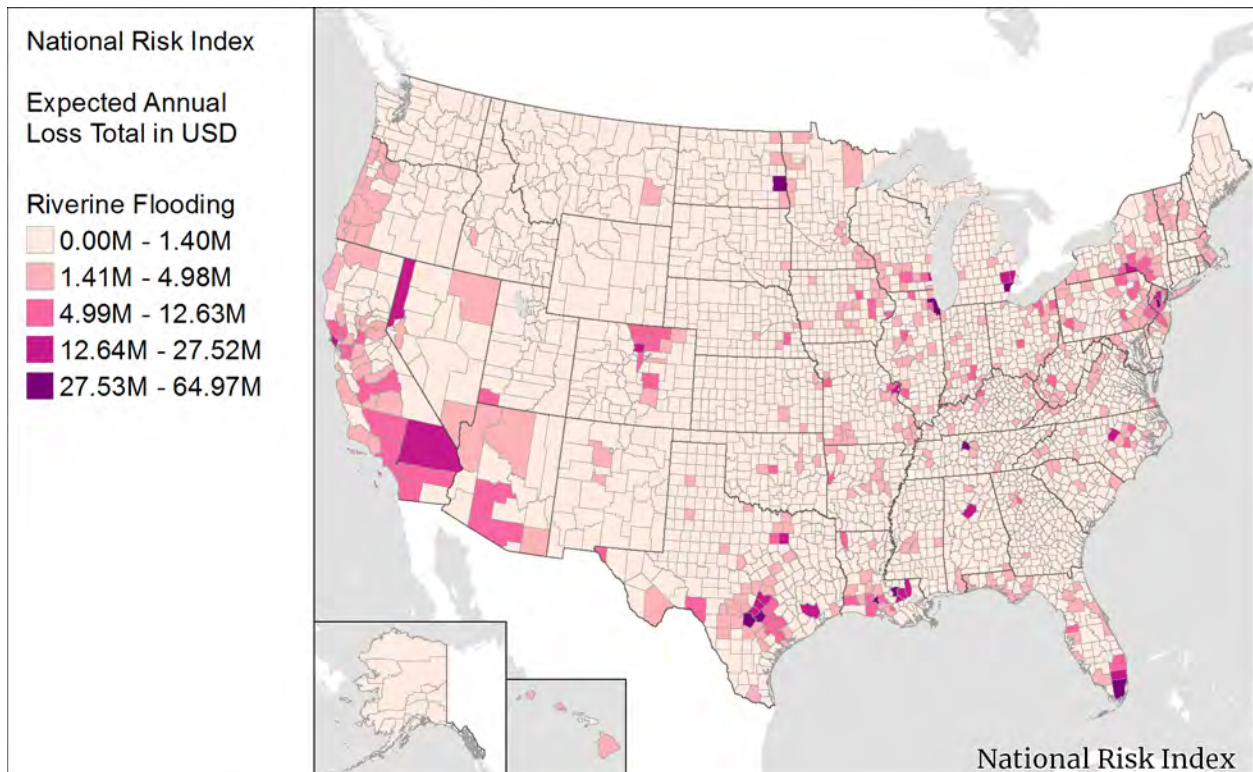 National Risk Index
Expected Annual
Loss Total in USD
Riverine Flooding
0.00M - 1.40M
1.41M - 4.98M
4.99M - 12.63M
12.64M - 27.52M
27.53M - 64.97M
National Risk Index